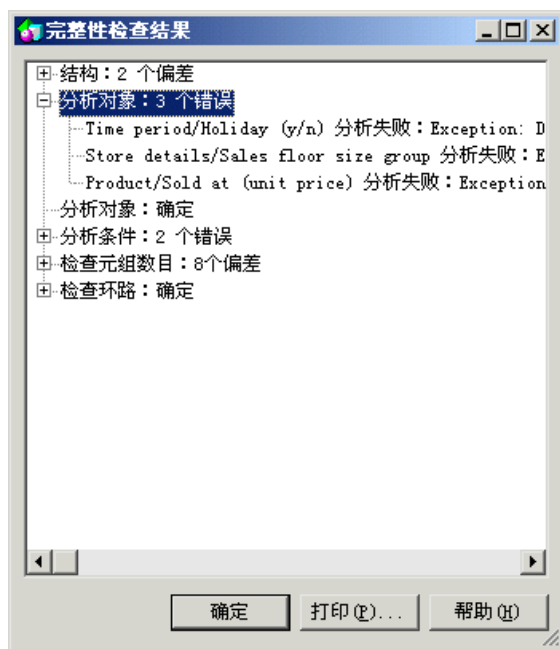 完整性检查结果
结构：2 个偏差
分析对象：3 个错误
Time period/Holiday (y/n) 分析失败：Exception: D
Store details/Sales floor size group 分析失败：E
Product/Sold at (unit price) 分析失败：Exception
分析对象：确定
分析条件：2 个错误
检查元组数目：8个偏差
检查环路：确定
确定 打印(P)... 帮助(H)